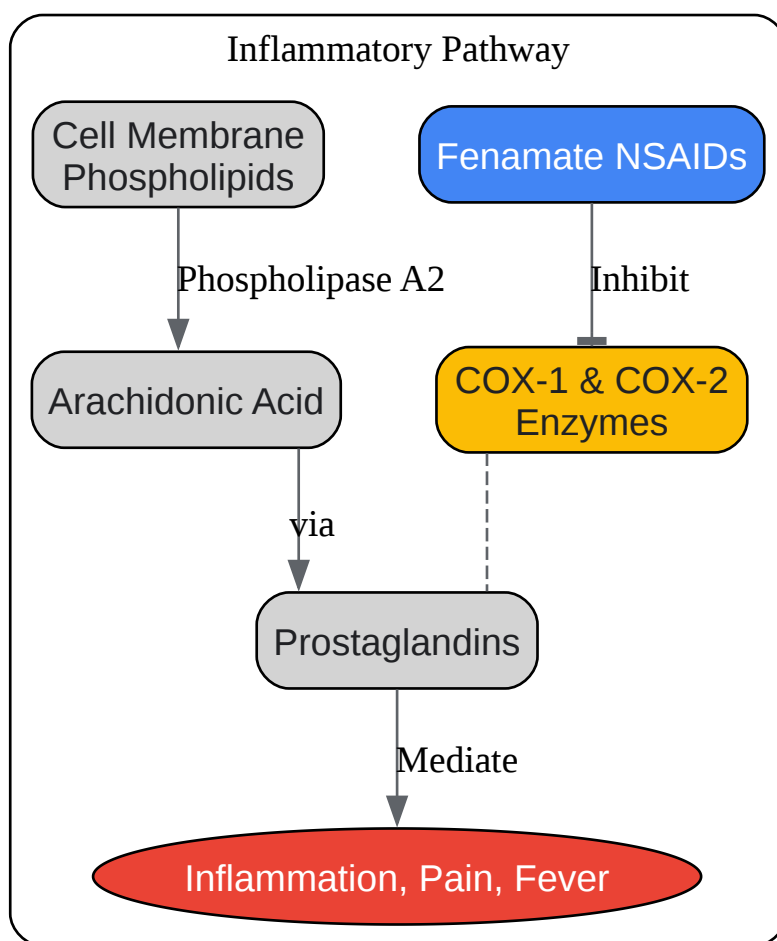 Inflammatory Pathway
Cell Membrane
Phospholipids
Fenamate NSAIDs
Phospholipase A2
Inhibit
Arachidonic Acid
COX-1 & COX-2
Enzymes
via
Prostaglandins
Mediate
Inflammation, Pain, Fever